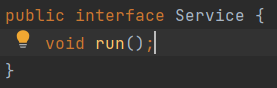 public interface Service {
    void run();
}